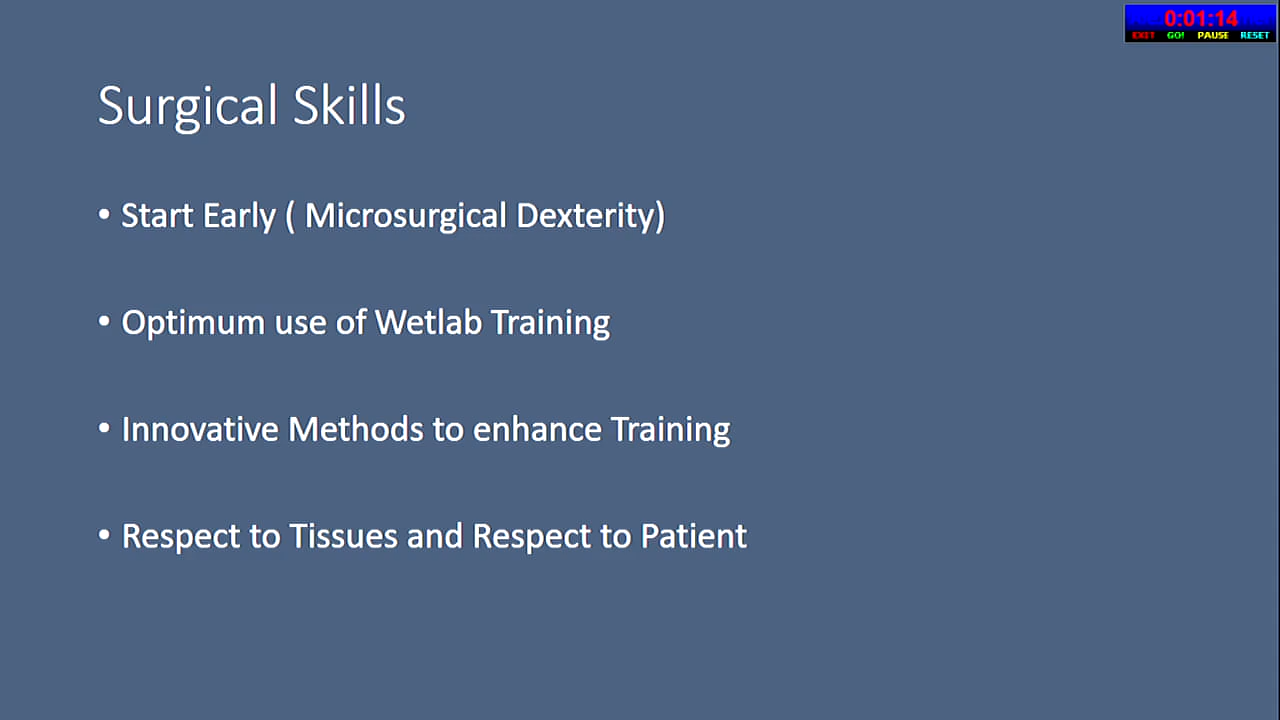 0:01:14
EXIT GO! PAUSE RESET
Surgical Skills
• Start Early ( Microsurgical Dexterity)
• Optimum use of Wetlab Training
• Innovative Methods to enhance Training
• Respect to Tissues and Respect to Patient